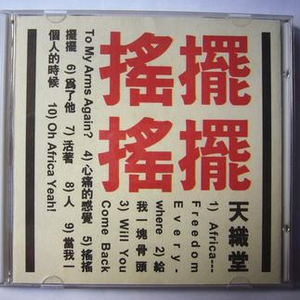 搖擺
搖擺
天織堂
1) Africa---
Freedom
Every-
where 2) 給
我一塊骨頭
3) Will You
Come Back
To My Arms Again? 4) 心痛的感覺 5) 搖搖
擺擺 6) 爲了他 7) 活著 8) 人 9) 當我一
個人的時候 10) Oh Africa Yeah!